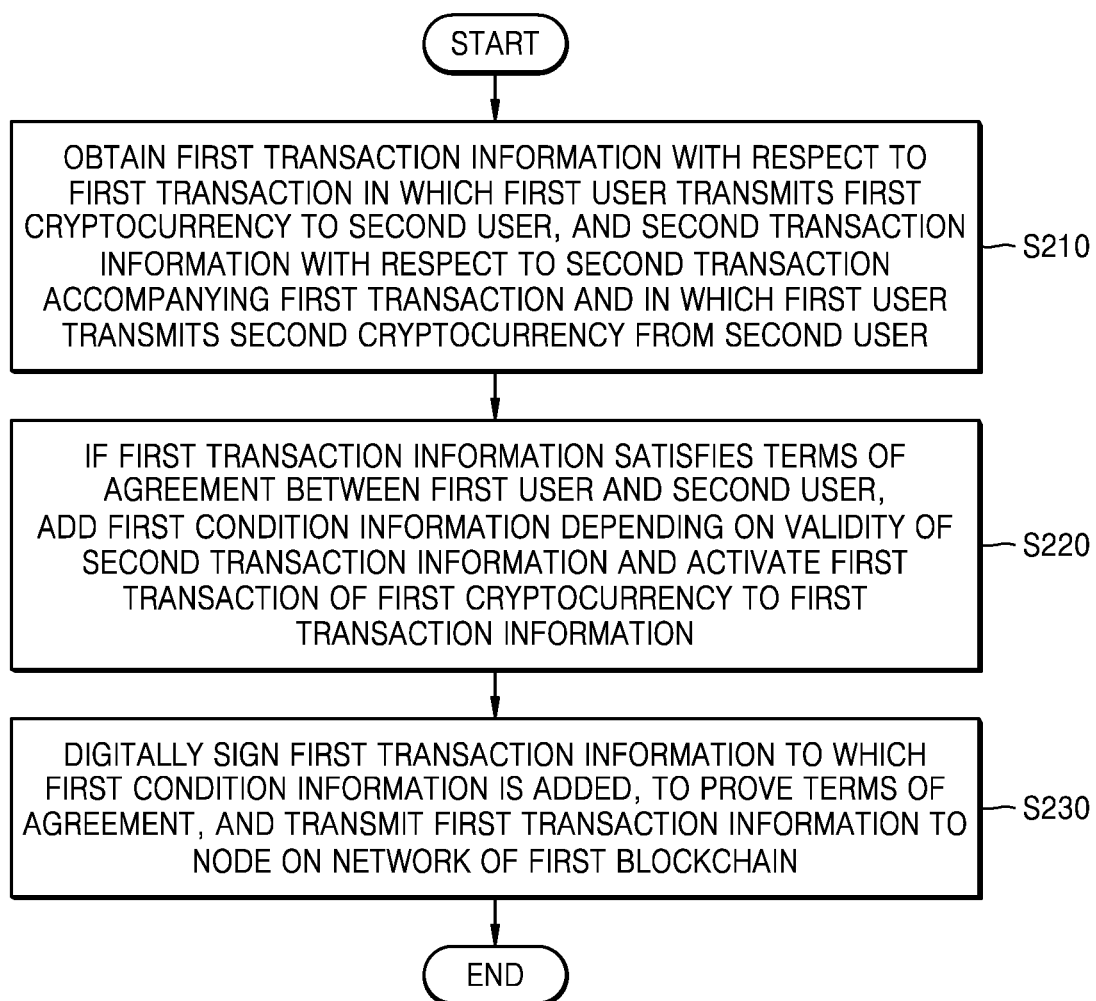 START
OBTAIN FIRST TRANSACTION INFORMATION WITH RESPECT TO
FIRST TRANSACTION IN WHICH FIRST USER TRANSMITS FIRST
CRYPTOCURRENCY TO SECOND USER, AND SECOND TRANSACTION
INFORMATION WITH RESPECT TO SECOND TRANSACTION
ACCOMPANYING FIRST TRANSACTION AND IN WHICH FIRST USER
TRANSMITS SECOND CRYPTOCURRENCY FROM SECOND USER
S210
IF FIRST TRANSACTION INFORMATION SATISFIES TERMS OF
AGREEMENT BETWEEN FIRST USER AND SECOND USER,
ADD FIRST CONDITION INFORMATION DEPENDING ON VALIDITY OF
SECOND TRANSACTION INFORMATION AND ACTIVATE FIRST
TRANSACTION OF FIRST CRYPTOCURRENCY TO FIRST
TRANSACTION INFORMATION
S220
DIGITALLY SIGN FIRST TRANSACTION INFORMATION TO WHICH
FIRST CONDITION INFORMATION IS ADDED, TO PROVE TERMS OF
AGREEMENT, AND TRANSMIT FIRST TRANSACTION INFORMATION TO
NODE ON NETWORK OF FIRST BLOCKCHAIN
S230
END